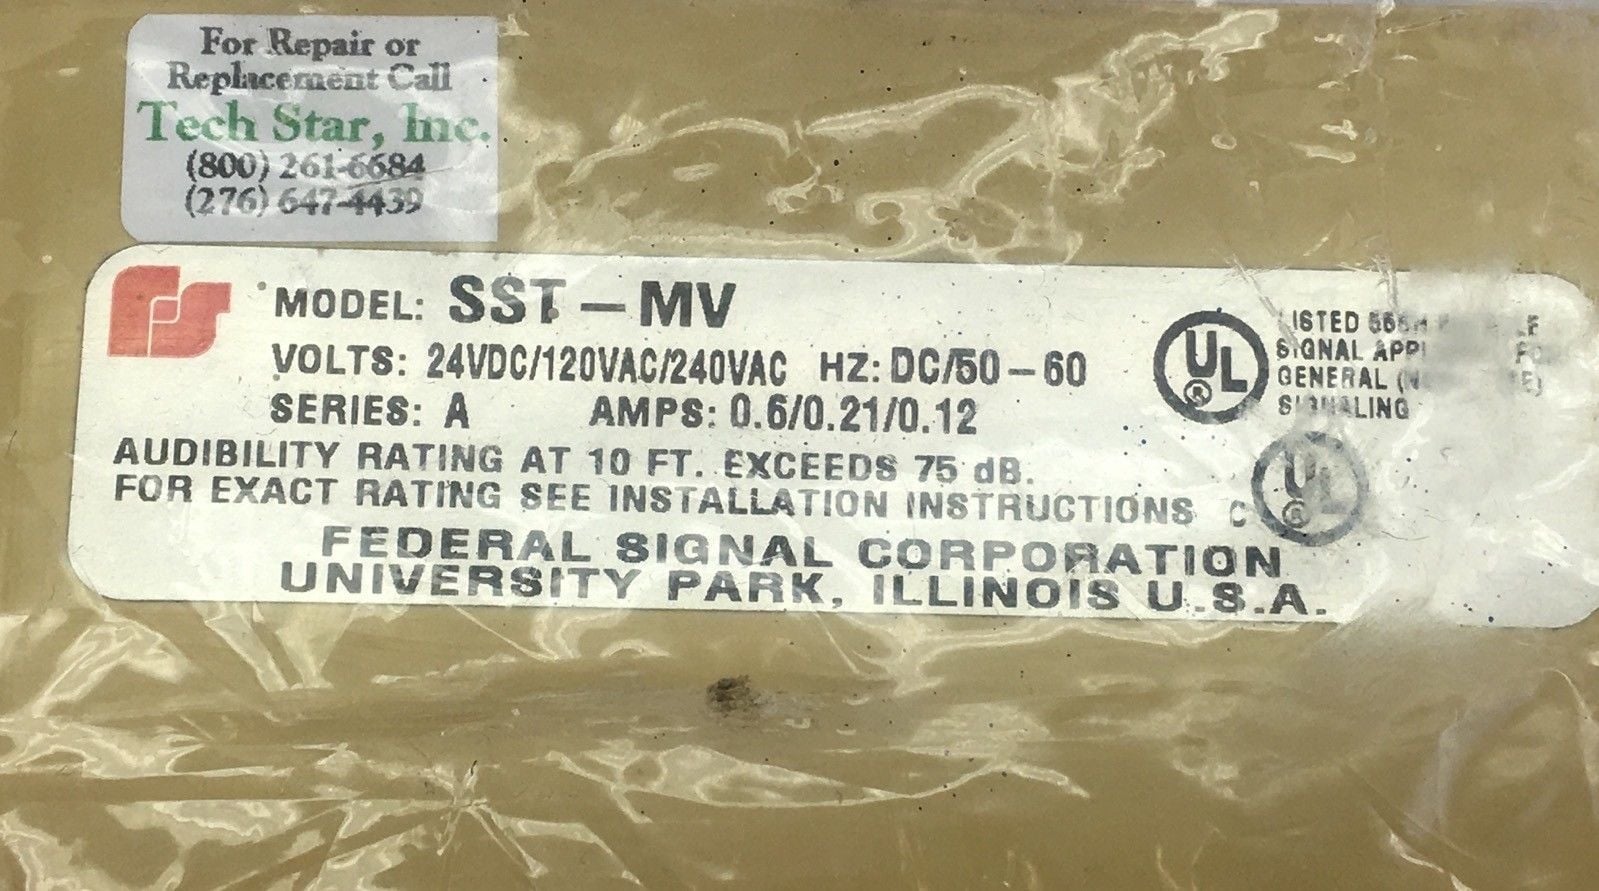 For Repair or
Replacement Call
Tech Star, Inc.
(800) 261-6684
(276) 647-4439
MODEL: SST-MV
VOLTS: 24VDC/120VAC/240VAC HZ: DC/50-60
SERIES: A AMPS: 0.6/0.21/0.12
AUDIBILITY RATING AT 10 FT. EXCEEDS 75 dB.
FOR EXACT RATING SEE INSTALLATION INSTRUCTIONS
FEDERAL SIGNAL CORPORATION
UNIVERSITY PARK, ILLINOIS U.S.A.
UL
®
LISTED
SIGNAL
GENERAL
SIGNALING
C UL
®